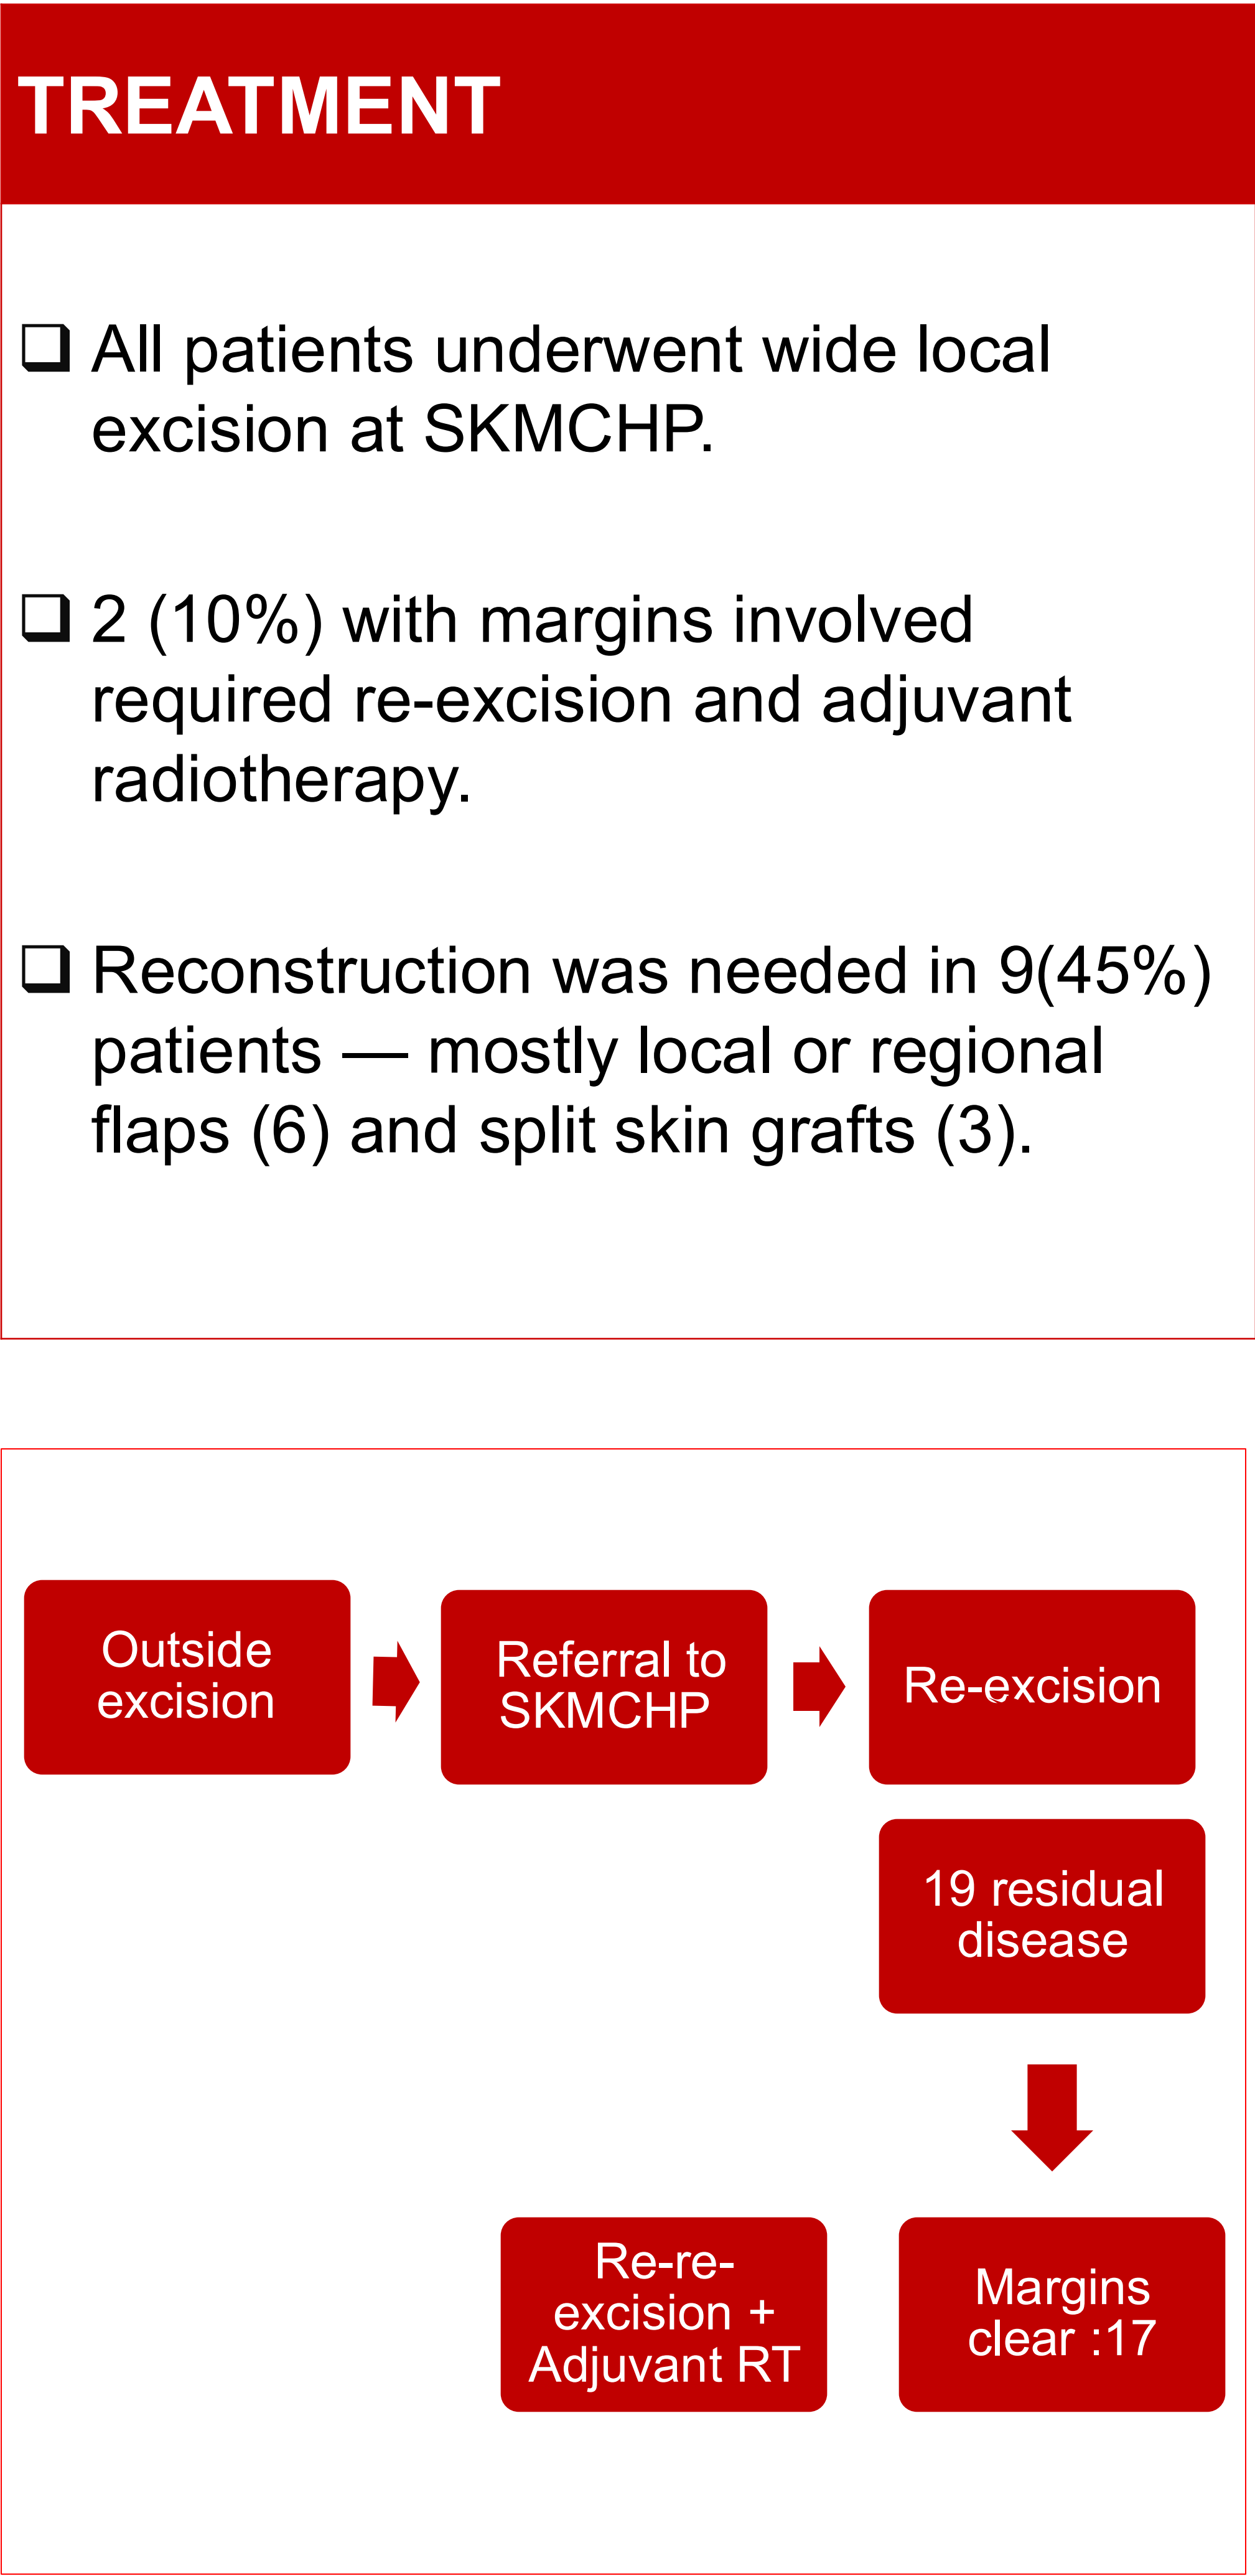 TREATMENT
❑ All patients underwent wide local
excision at SKMCHP.
❑ 2 (10%) with margins involved
required re-excision and adjuvant
radiotherapy.
❑ Reconstruction was needed in 9(45%)
patients — mostly local or regional
flaps (6) and split skin grafts (3).
Outside
excision
Referral to
SKMCHP
Re-excision
19 residual
disease
Re-re-
excision +
Adjuvant RT
Margins
clear :17